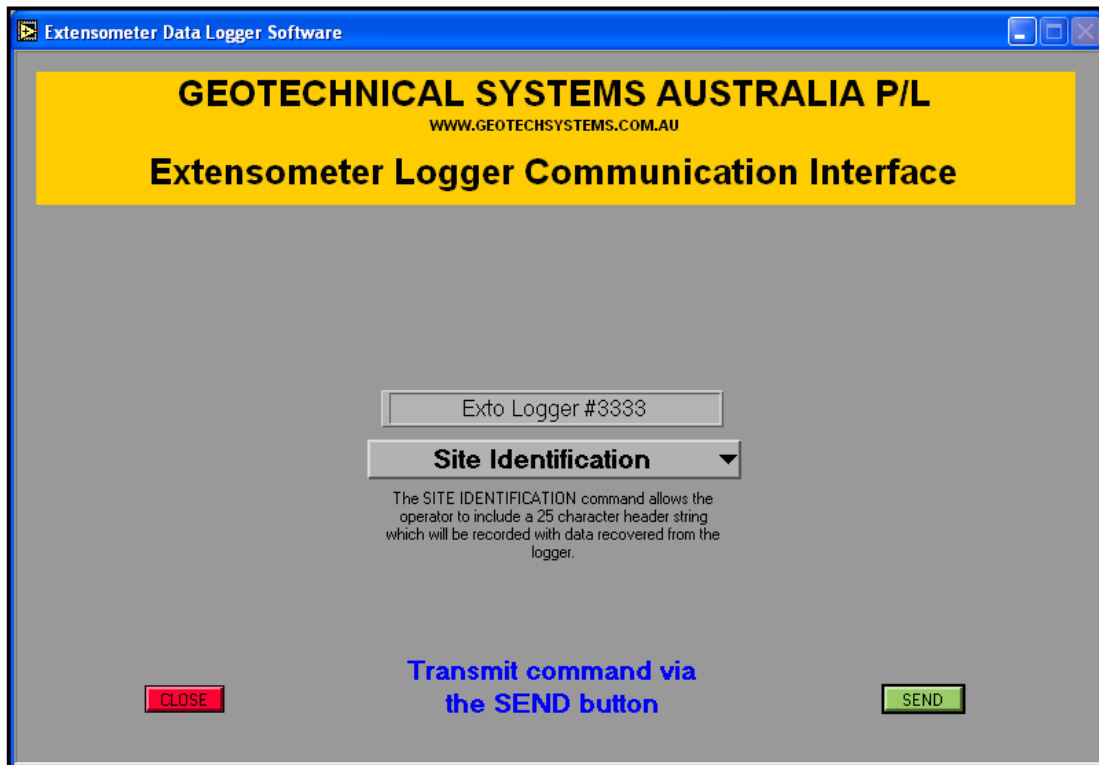 Extensometer Data Logger Software
GEOTECHNICAL SYSTEMS AUSTRALIA P/L
WWW.GEOTECHSYSTEMS.COM.AU
Extensometer Logger Communication Interface
Exto Logger #3333
Site Identification
The SITE IDENTIFICATION command allows the
operator to include a 25 character header string
which will be recorded with data recovered from the
logger.
Transmit command via
the SEND button
CLOSE
SEND